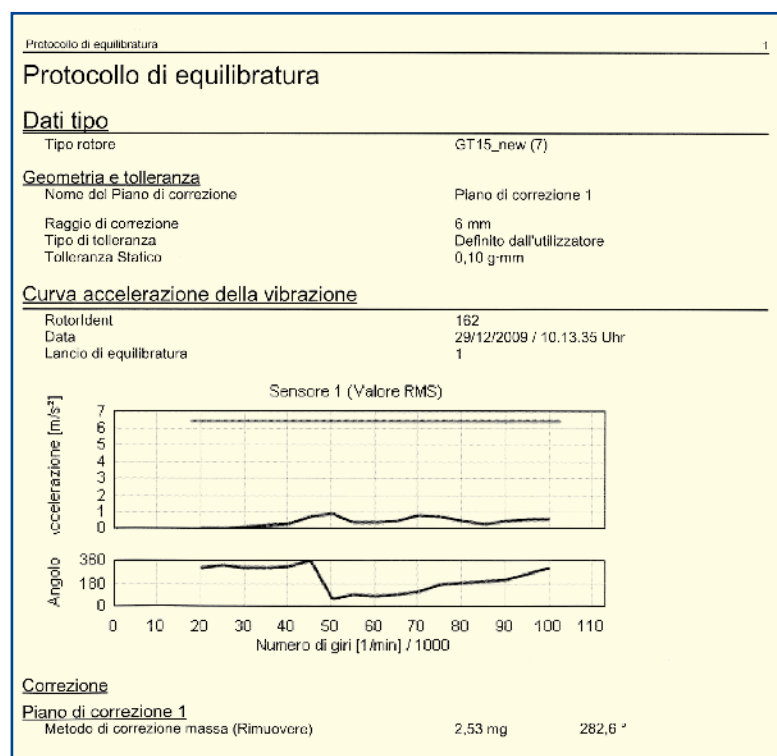 Protocollo di equilibratura 1
Protocollo di equilibratura
Dati tipo
Tipo rotore GT15_new (7)
Geometria e tolleranza
Nome del Piano di correzione Piano di correzione 1
Raggio di correzione 6 mm
Tipo di tolleranza Definito dall'utilizzatore
Tolleranza Statico 0,10 g·mm
Curva accelerazione della vibrazione
RotorIdent 162
Data 29/12/2009 / 10.13.35 Uhr
Lancio di equilibratura 1
Sensore 1 (Valore RMS)
ccelerazione [m/s²]
7
6
5
4
3
2
1
0
Angolo
360
180
0
0 10 20 30 40 50 60 70 80 90 100 110
Numero di giri [1/min] / 1000
Correzione
Piano di correzione 1
Metodo di correzione massa (Rimuovere) 2,53 mg 282,6 °